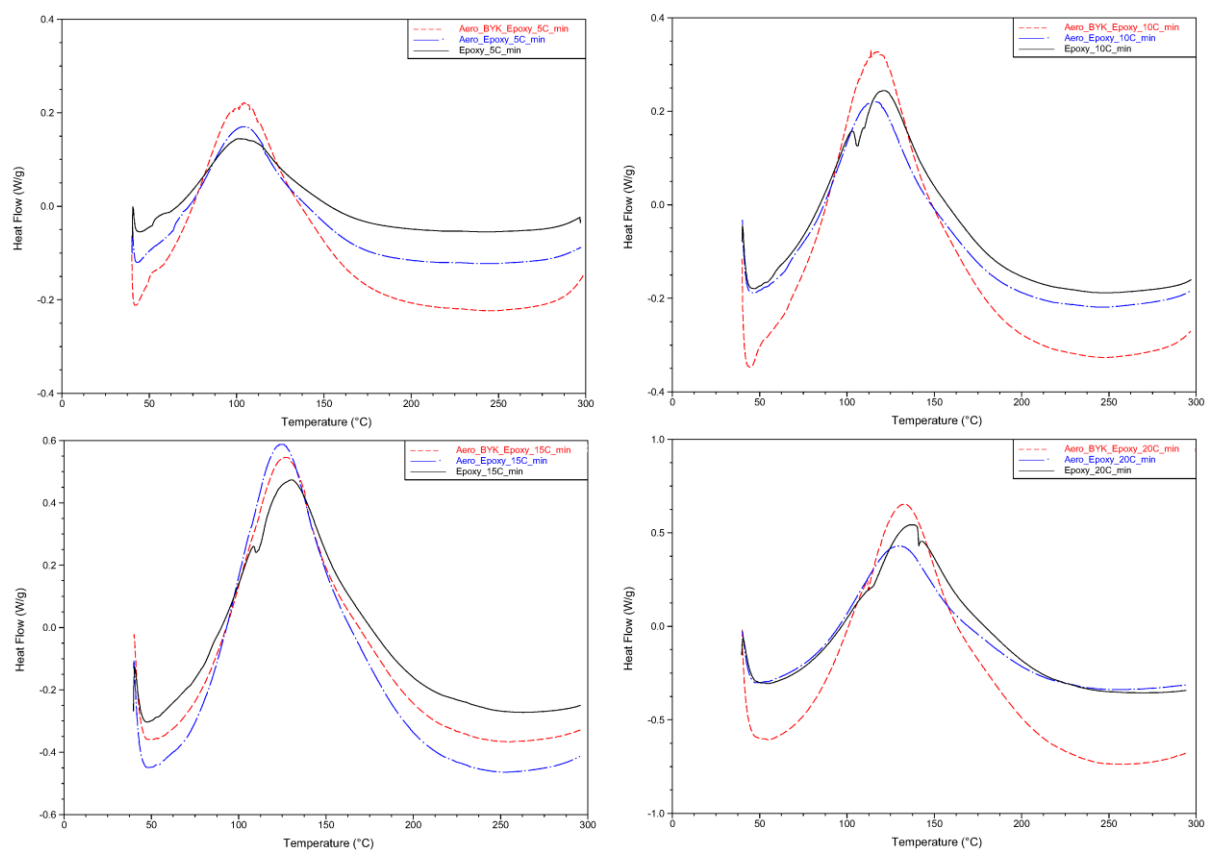 Aero_BYK_Epoxy_5C_min
Aero_Epoxy_5C_min
Epoxy_5C_min
0.4
0.2
0.0
-0.2
-0.4
Heat Flow (W/g)
0 50 100 150 200 250 300
Temperature (°C)
Aero_BYK_Epoxy_10C_min
Aero_Epoxy_10C_min
Epoxy_10C_min
0.4
0.2
0.0
-0.2
-0.4
Heat Flow (W/g)
0 50 100 150 200 250 300
Temperature (°C)
Aero_BYK_Epoxy_15C_min
Aero_Epoxy_15C_min
Epoxy_15C_min
0.6
0.4
0.2
0.0
-0.2
-0.4
-0.6
Heat Flow (W/g)
0 50 100 150 200 250 300
Temperature (°C)
Aero_BYK_Epoxy_20C_min
Aero_Epoxy_20C_min
Epoxy_20C_min
1.0
0.5
0.0
-0.5
-1.0
Heat Flow (W/g)
0 50 100 150 200 250 300
Temperature (°C)